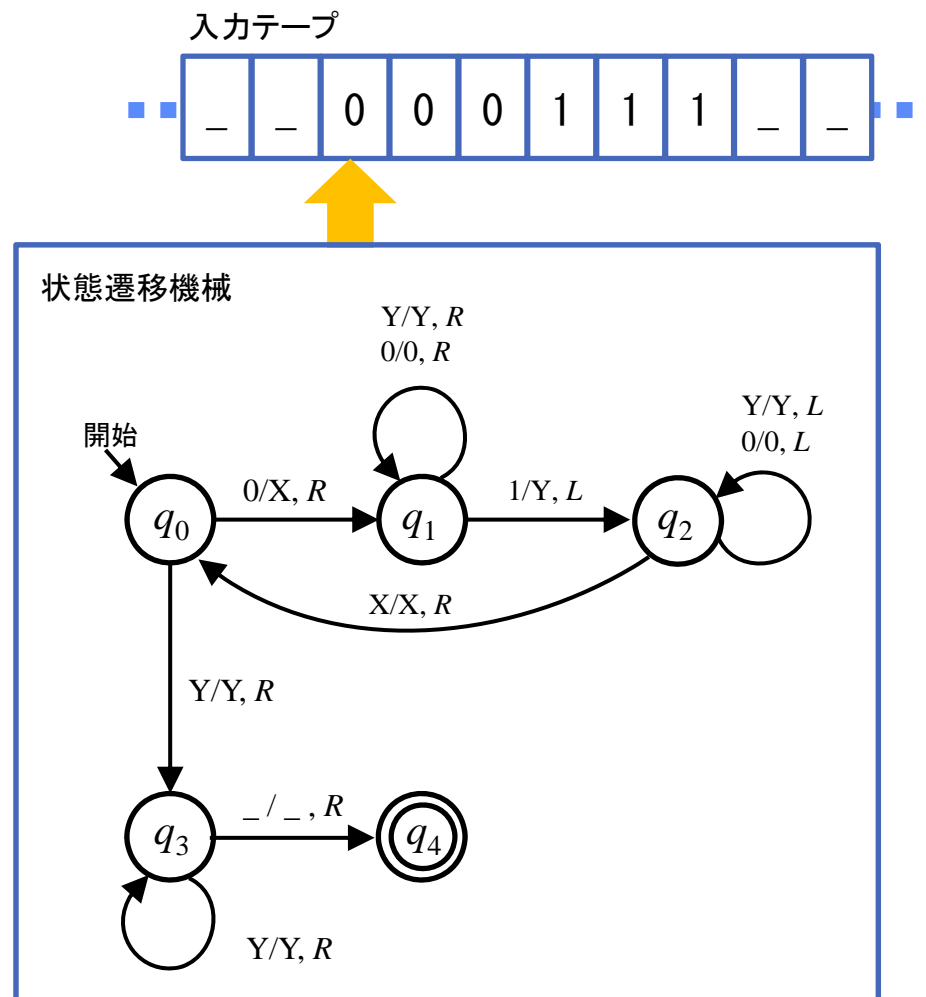 入力テープ
_ _ 0 0 0 1 1 1 _ _
状態遷移機械
Y/Y, R
0/0, R
Y/Y, L
0/0, L
開始
0/X, R
1/Y, L
q0
q1
q2
X/X, R
Y/Y, R
_ / _ , R
q3
q4
Y/Y, R